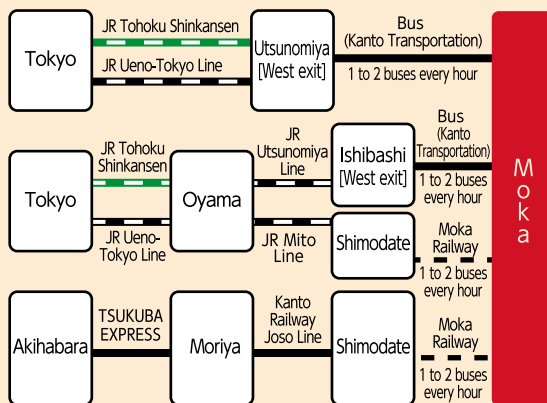 Tokyo
JR Tohoku Shinkansen
JR Ueno-Tokyo Line
Utsunomiya
[West exit]
Bus
(Kanto Transportation)
1 to 2 buses every hour
Tokyo
JR Tohoku
Shinkansen
JR Ueno-
Tokyo Line
Oyama
JR
Utsunomiya
Line
JR Mito
Line
Ishibashi
[West exit]
Bus
(Kanto
Transportation)
1 to 2 buses
every hour
Shimodate
Moka
Railway
1 to 2 buses
every hour
Akihabara
TSUKUBA
EXPRESS
Moriya
Kanto
Railway
Joso Line
Shimodate
Moka
Railway
1 to 2 buses
every hour
Moka